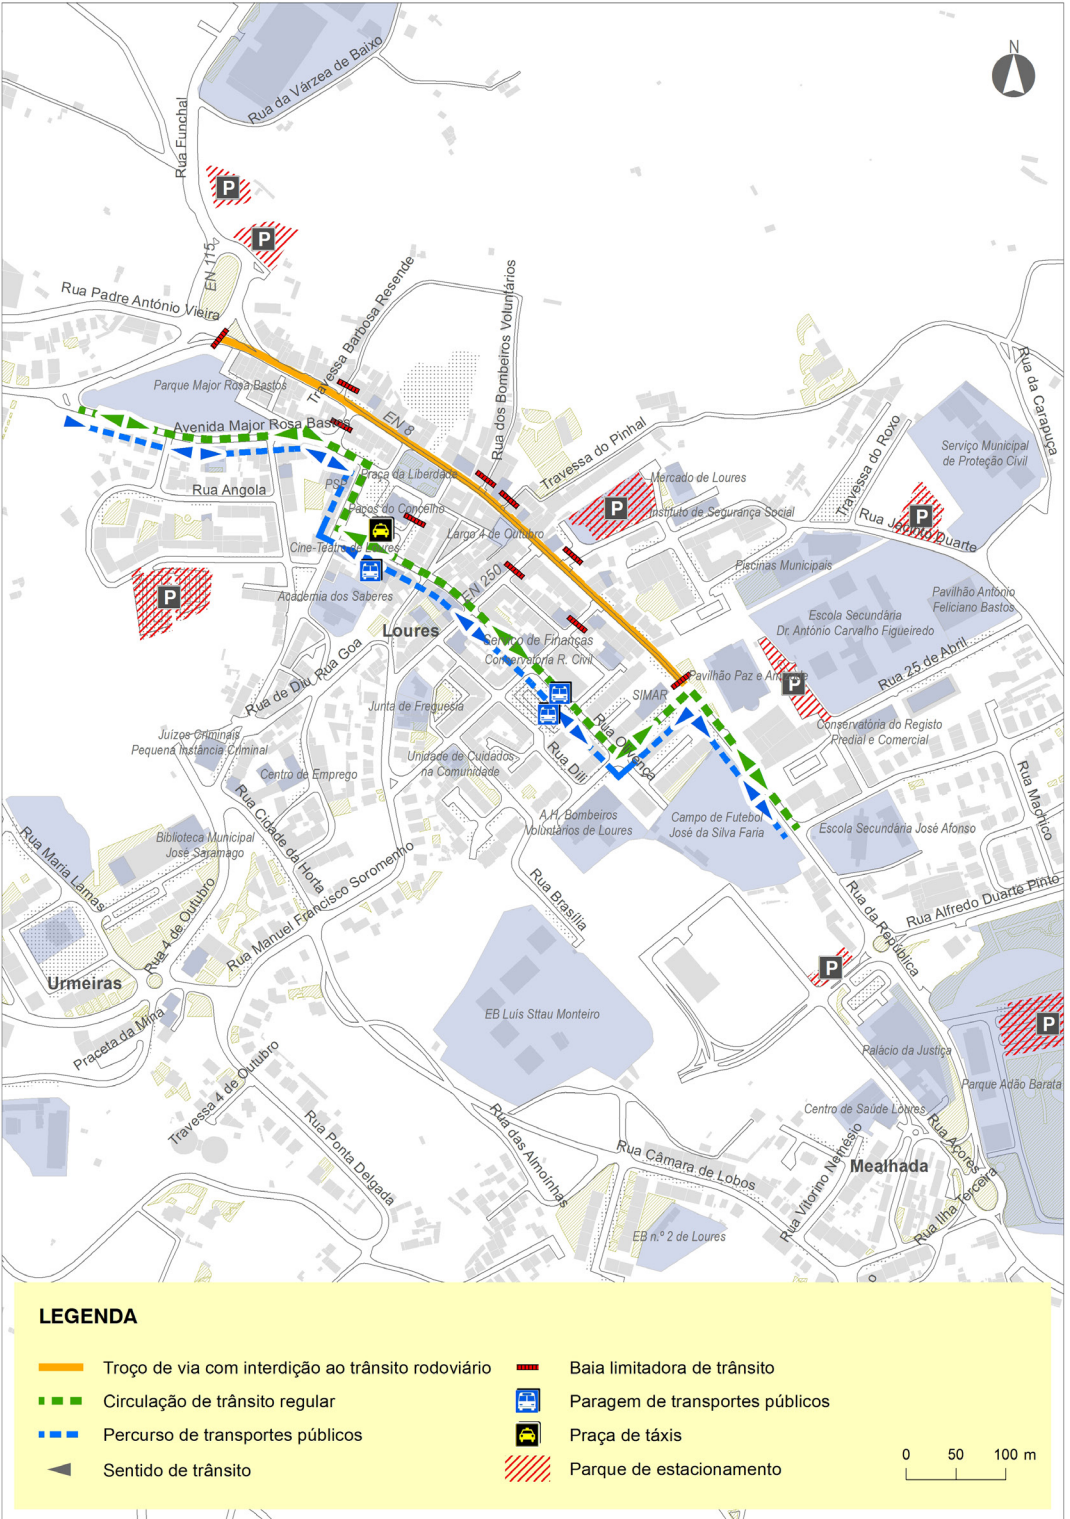 N
Rua da Várzea de Baixo
Rua Funchal
P
P
EN 115
Rua Padre António Vieira
Travessa Barbosa Resende
Rua dos Bombeiros Voluntários
Parque Major Rosa Bastos
Avenida Major Rosa Bastos
EN 8
Travessa do Pinhal
Rua da Carapuça
Travessa do Roxo
Serviço Municipal
de Proteção Civil
Praça da Liberdade
PSP
Rua Angola
Mercado de Loures
P
Instituto de Segurança Social
P
Rua Jacinto Duarte
Paços do Concelho
Largo 4 de Outubro
Cine-Teatro de Loures
EN 250
Piscinas Municipais
P
Academia dos Saberes
Pavilhão António
Feliciano Bastos
Escola Secundária
Dr. António Carvalho Figueiredo
Loures
Serviço de Finanças
Conservatória R. Civil
Rua 25 de Abril
Rua Goa
Rua de Diu
SIMAR
Pavilhão Paz e Amizade
P
Junta de Freguesia
Rua Olivença
Conservatória do Registo
Predial e Comercial
Juízos Criminais
Pequena Instância Criminal
Centro de Emprego
Unidade de Cuidados
na Comunidade
Rua Dili
Rua Machico
A.H. Bombeiros
Voluntários de Loures
Campo de Futebol
José da Silva Faria
Escola Secundária José Afonso
Rua Maria Lamas
Biblioteca Municipal
José Saramago
Rua Cidade da Horta
Rua Manuel Francisco Soromenho
Rua 4 de Outubro
Rua Brasília
Rua da República
Rua Alfredo Duarte Pinto
P
Urmeiras
Praceta da Mina
EB Luís Sttau Monteiro
P
Palácio da Justiça
Parque Adão Barata
Travessa 4 de Outubro
Rua Ponta Delgada
Rua das Almoinhas
Centro de Saúde Loures
Rua Açores
Rua Câmara de Lobos
Rua Vitorino Nemésio
Mealhada
Rua Ilha Terceira
EB n.º 2 de Loures
LEGENDA
Troço de via com interdição ao trânsito rodoviário
Baia limitadora de trânsito
Circulação de trânsito regular
Paragem de transportes públicos
Percurso de transportes públicos
Praça de táxis
Sentido de trânsito
Parque de estacionamento
0 50 100 m